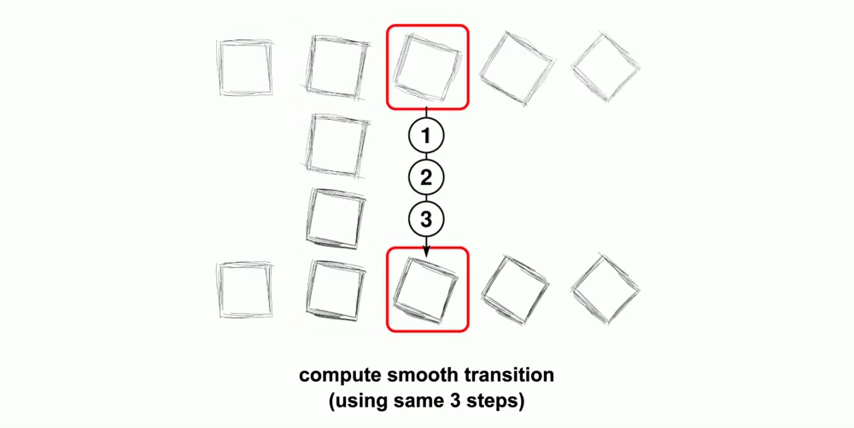 1
2
3
compute smooth transition
(using same 3 steps)